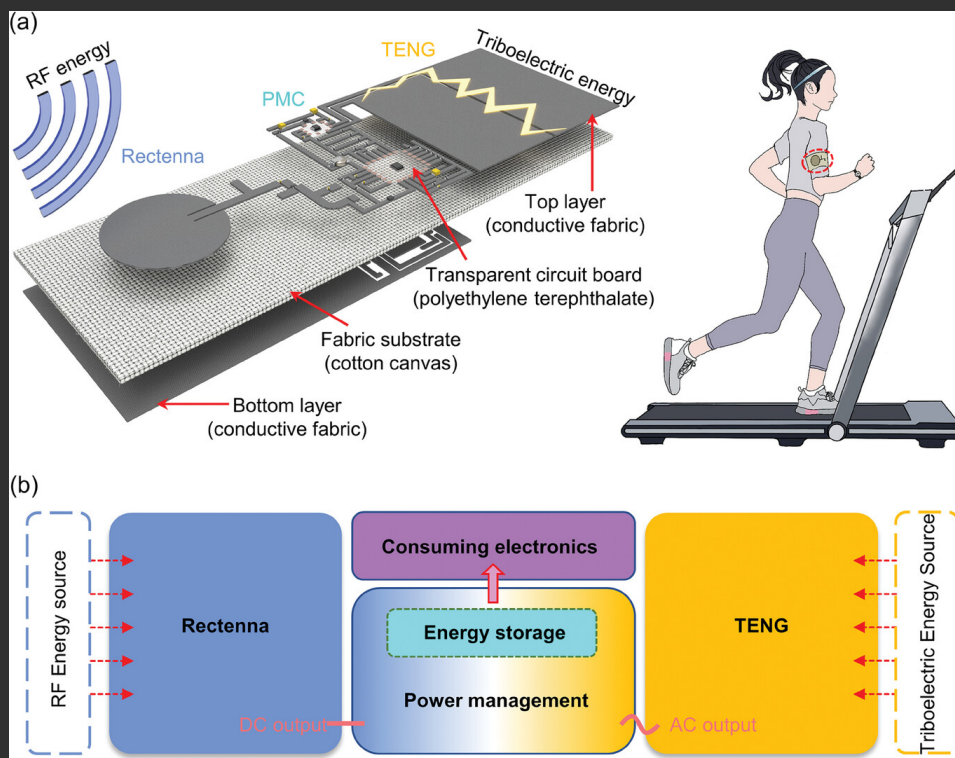 (a)
RF energy
Rectenna
PMC
TENG
Triboelectric energy
Top layer
(conductive fabric)
Transparent circuit board
(polyethylene terephthalate)
Fabric substrate
(cotton canvas)
Bottom layer
(conductive fabric)
(b)
RF Energy source
Rectenna
DC output
Consuming electronics
Energy storage
Power management
TENG
AC output
Triboelectric Energy Source